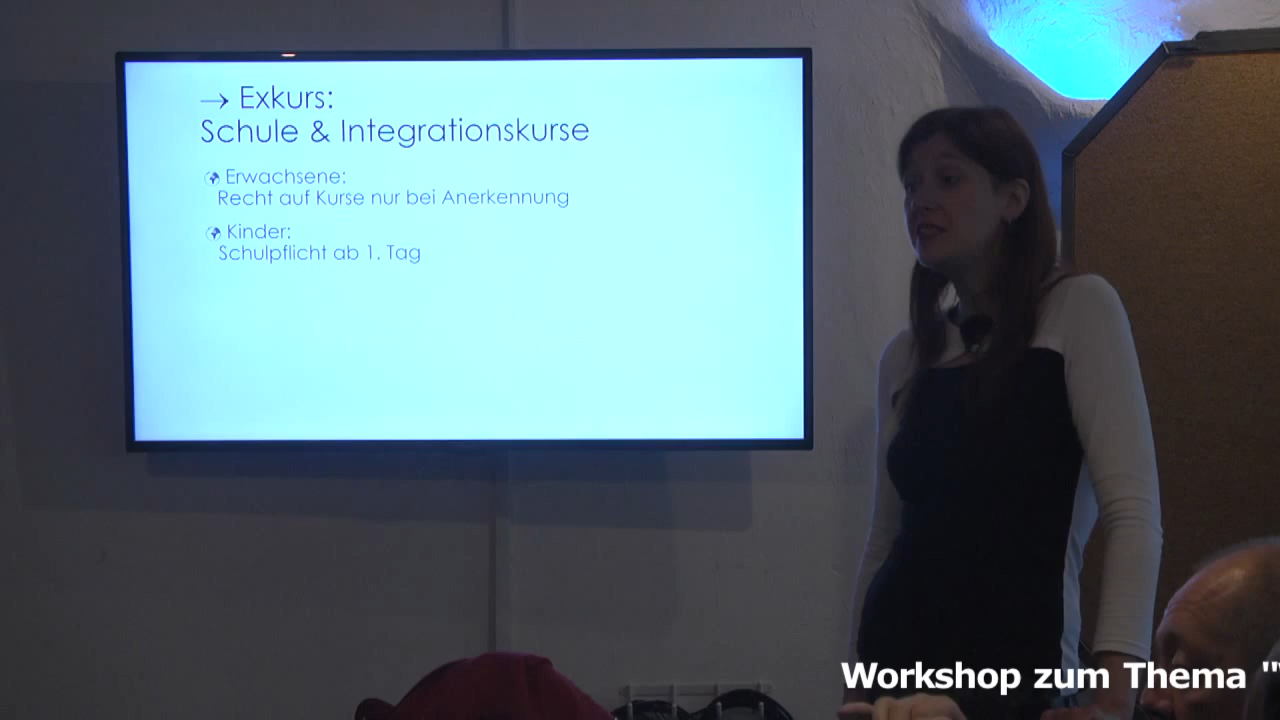 → Exkurs:
Schule & Integrationskurse
Erwachsene:
Recht auf Kurse nur bei Anerkennung
Kinder:
Schulpflicht ab 1. Tag
Workshop zum Thema "